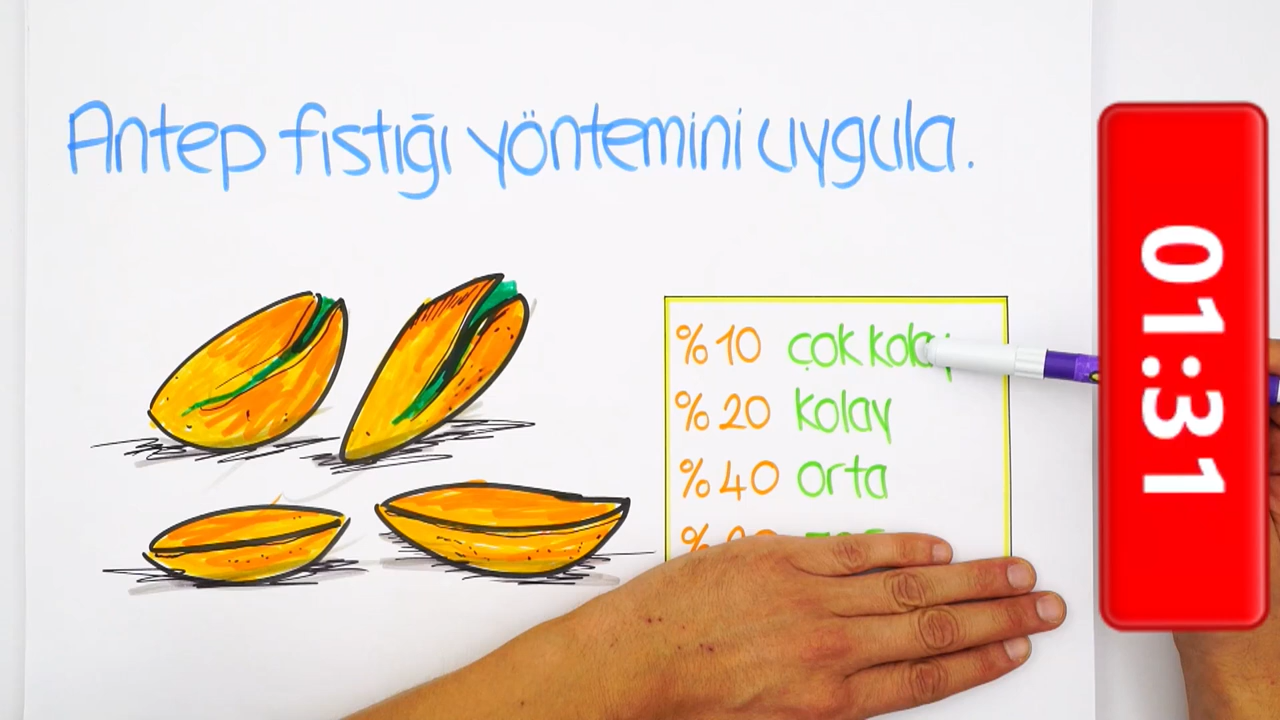 Antep fıstığı yöntemini uygula.
%10 çok kolay
%20 kolay
%40 orta
01:31